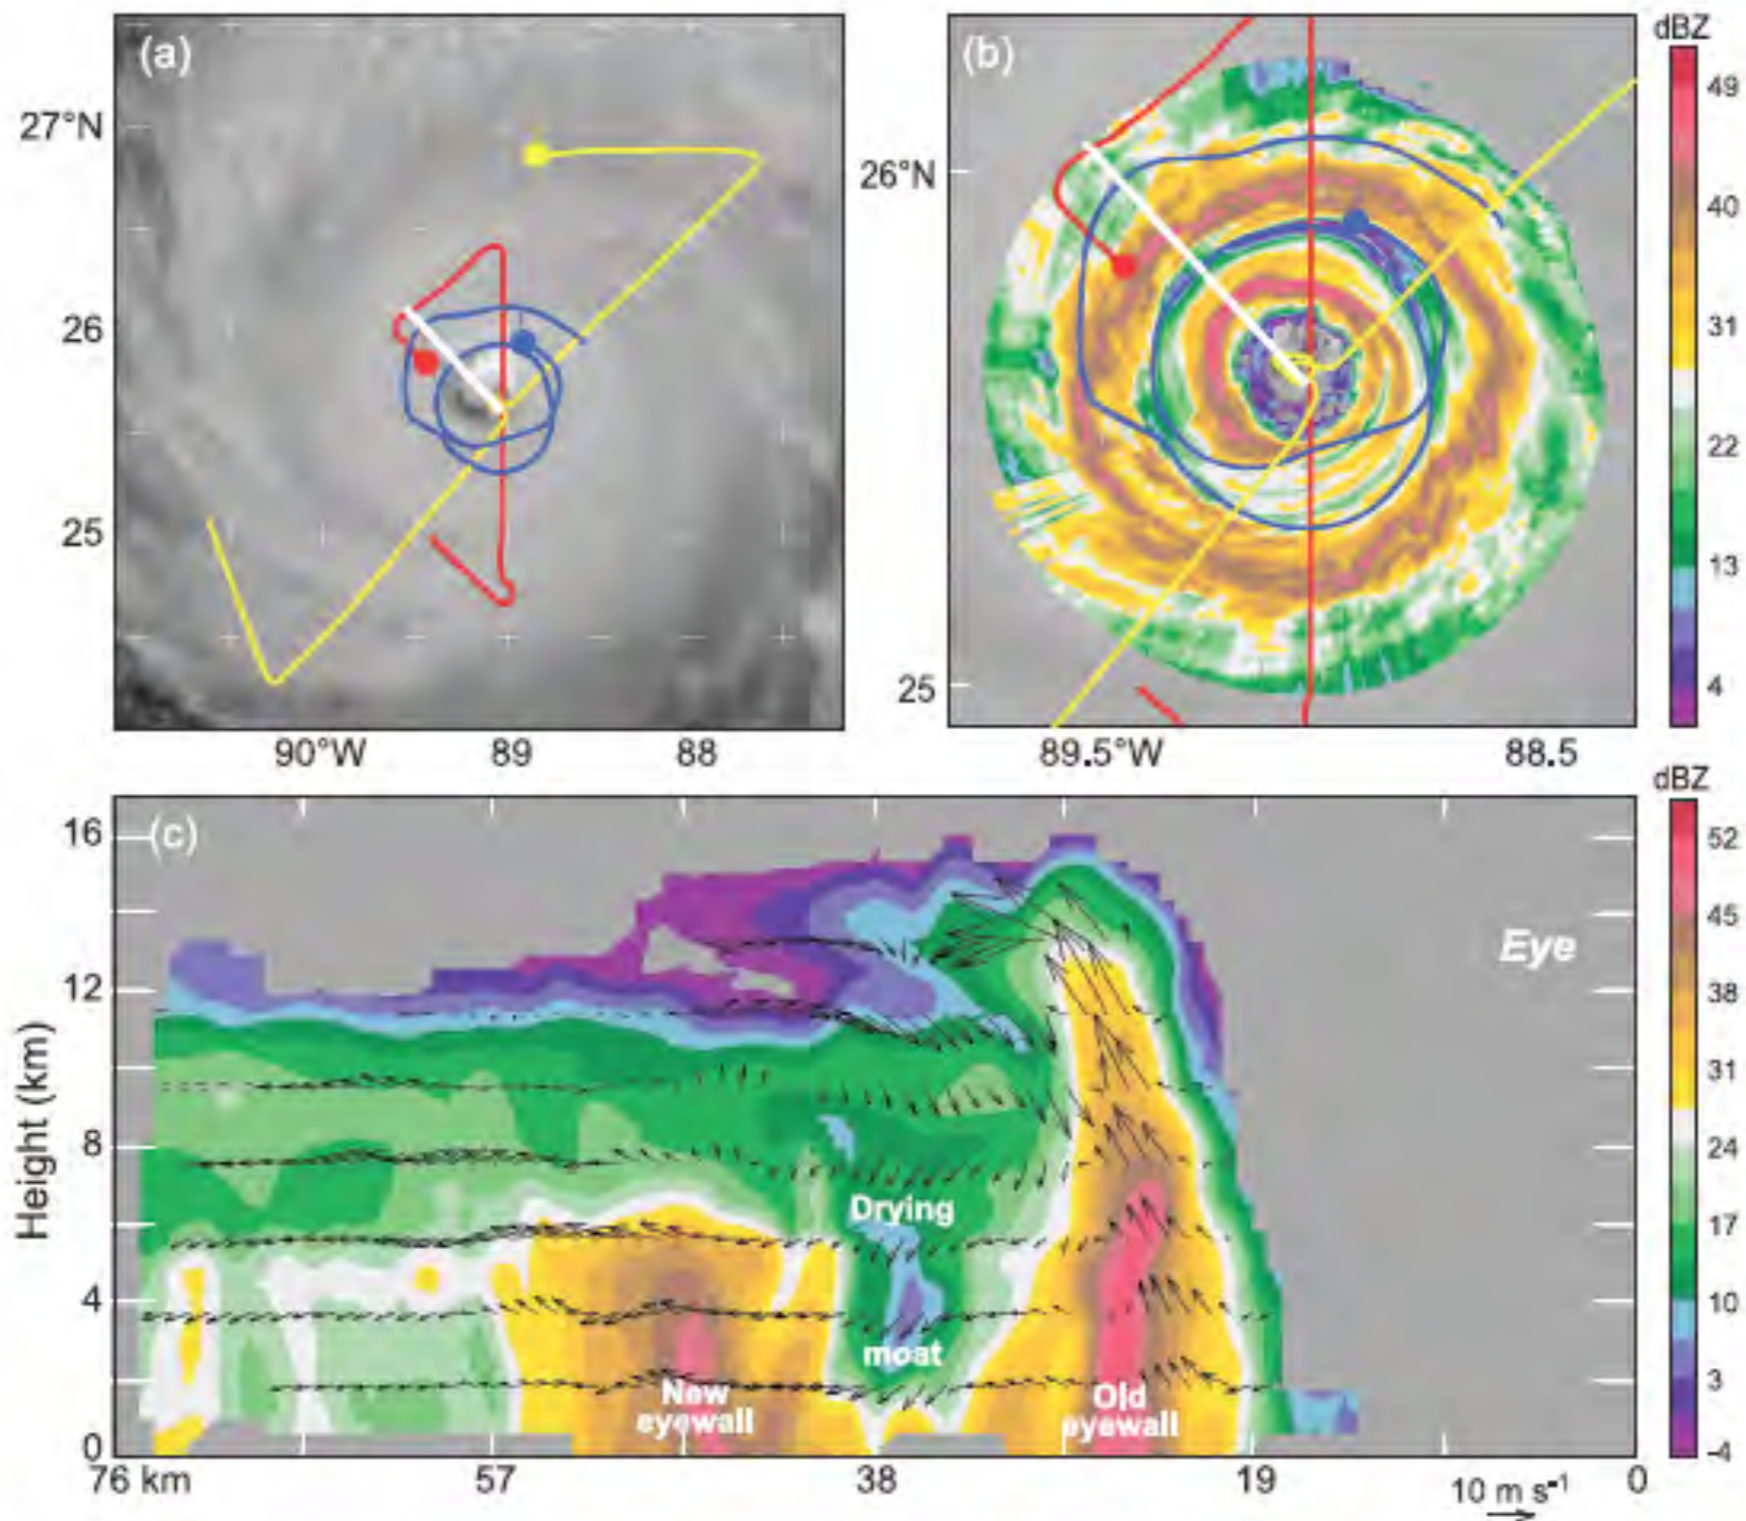 (a)
27°N
26
25
90°W 89 88
(b)
26°N
25
89.5°W 88.5
dBZ
49
40
31
22
13
4
(c)
Height (km)
16
12
8
4
0
76 km 57 38 19 0
Eye
Drying
moat
New
eyewall
Old
eyewall
10 m s⁻¹
dBZ
52
45
38
31
24
17
10
3
-4